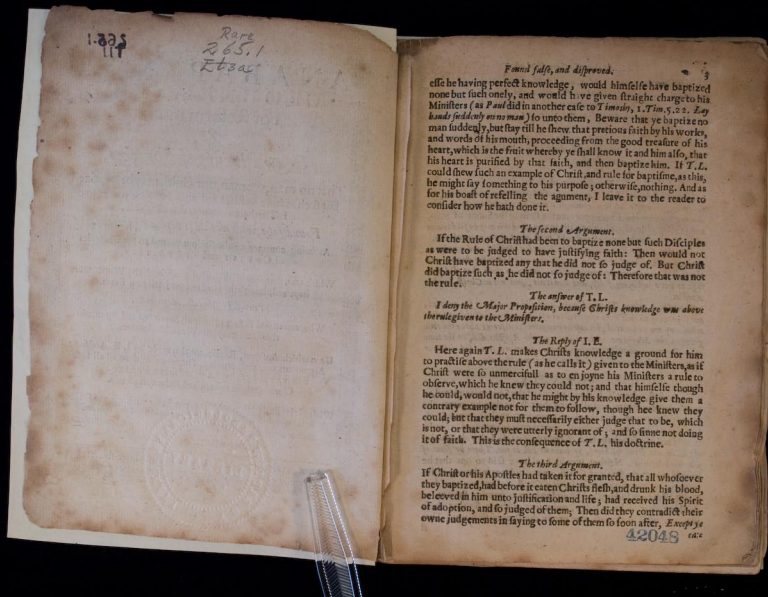 Rare
265.1
Found false, and disproved. 3
esse he having perfect knowledge, would himselfe have baptized
none but such onely, and would have given straight charge to his
Ministers (as Paul did in another case to Timothy, 1.Tim.5.22. Lay
hands suddenly on no man) so unto them, Beware that ye baptize no
man suddenly, but stay till he shew that pretious faith by his works,
and words of his mouth, proceeding from the good treasure of his
heart, which is the fruit whereby ye shall know it and him also, that
his heart is purified by that faith, and then baptize him. If T.L.
could shew such an example of Christ, and rule for baptisme, as this,
he might say something to his purpose; otherwise, nothing. And as
for his boast of refelling the agument, I leave it to the reader to
consider how he hath done it.
The second Argument.
If the Rule of Christ had been to baptize none but such Disciples
as were to be judged to have justifying faith: Then would not
Christ have baptized any that he did not so judge of. But Christ
did baptize such as he did not so judge of: Therefore that was not
the rule.
The answer of T. L.
I deny the Major Proposition, because Christs knowledge was above
the rule given to the Ministers.
The Reply of I. E.
Here again T. L. makes Christs knowledge a ground for him
to practise above the rule (as he calls it) given to the Ministers, as if
Christ were so unmercifull as to enjoyne his Ministers a rule to
observe, which he knew they could not; and that himselfe though
he could, would not, that he might by his knowledge give them a
contrary example not for them to follow, though hee knew they
could; but that they must necessarily either judge that to be, which
is not, or that they were utterly ignorant of; and so sinne not doing
it of faith. This is the consequence of T. L. his doctrine.
The third Argument.
If Christ or his Apostles had taken it for granted, that all whosoever
they baptized, had before it eaten Christs flesh, and drunk his blood,
beleeved in him unto justification and life; had received his Spirit
of adoption, and so judged of them; Then did they contradict their
owne judgements in saying to some of them so soon after, Except ye
42048 eat